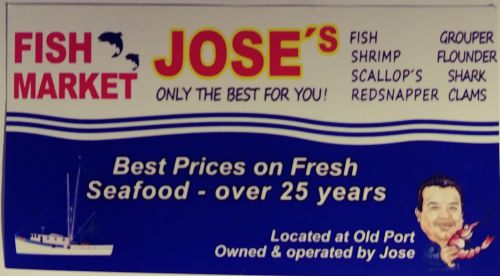 FISH
MARKET
JOSE'S
ONLY THE BEST FOR YOU!
FISH GROUPER
SHRIMP FLOUNDER
SCALLOP'S SHARK
REDSNAPPER CLAMS
Best Prices on Fresh
Seafood - over 25 years
Located at Old Port
Owned & operated by Jose